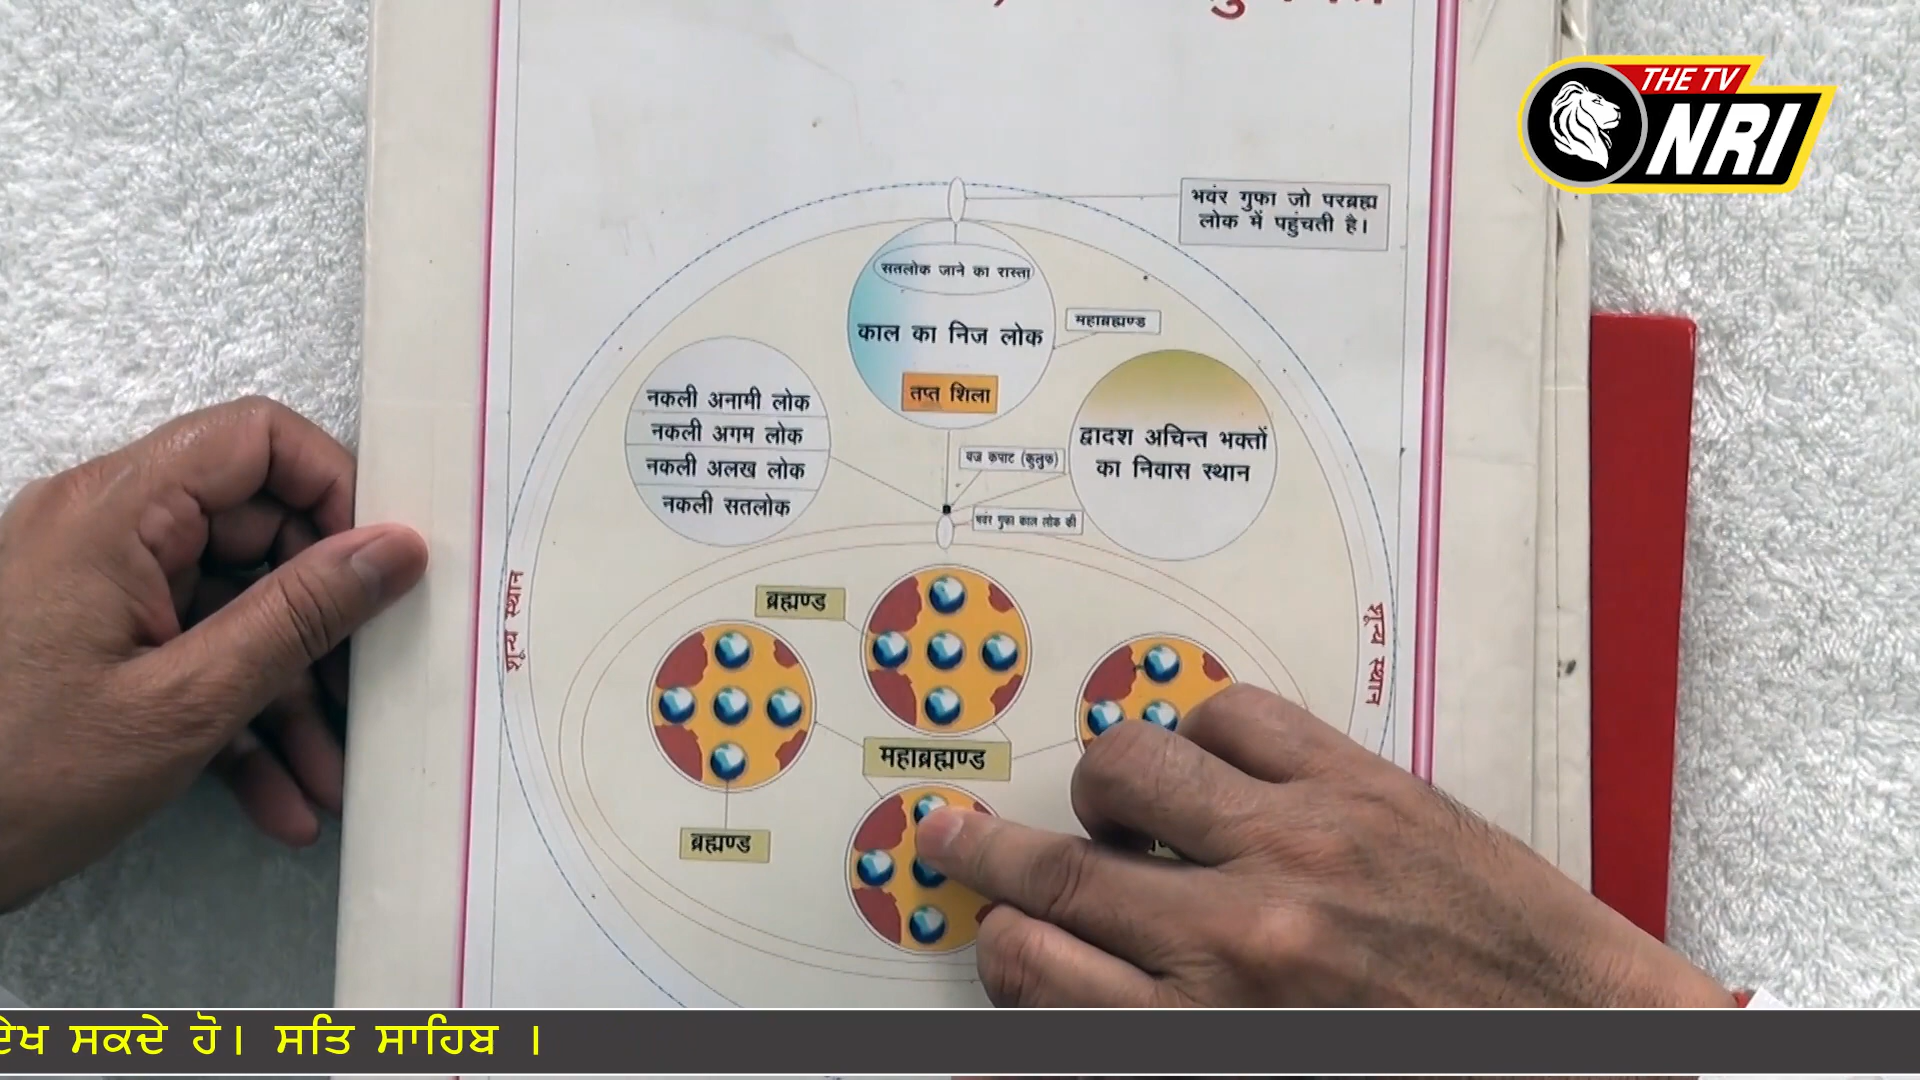 THE TV
NRI
भवंर गुफा जो परब्रह्म
लोक में पहुंचती है।
सतलोक जाने का रास्ता
काल का निज लोक
महाब्रह्मण्ड
तप्त शिला
नकली अनामी लोक
नकली अगम लोक
नकली अलख लोक
नकली सतलोक
द्वादश अचिन्त भक्तों
का निवास स्थान
वज्र कपाट (कुलुफ)
भवंर गुफा काल लोक की
शून्य स्थान
शून्य स्थान
ब्रह्मण्ड
महाब्रह्मण्ड
ब्रह्मण्ड
ਸਕਦੇ ਹੋ। ਸਤਿ ਸਾਹਿਬ ।